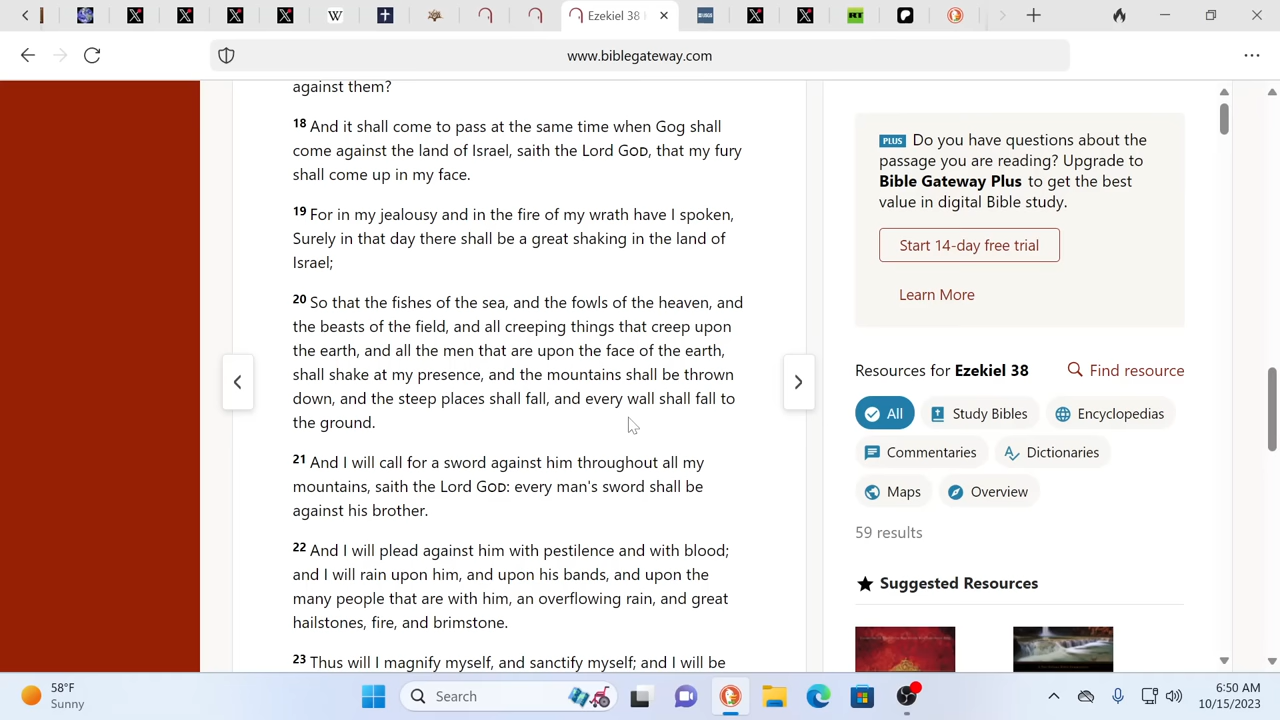 Ezekiel 38
www.biblegateway.com
against them?
18 And it shall come to pass at the same time when Gog shall
come against the land of Israel, saith the Lord GOD, that my fury
shall come up in my face.
19 For in my jealousy and in the fire of my wrath have I spoken,
Surely in that day there shall be a great shaking in the land of
Israel;
20 So that the fishes of the sea, and the fowls of the heaven, and
the beasts of the field, and all creeping things that creep upon
the earth, and all the men that are upon the face of the earth,
shall shake at my presence, and the mountains shall be thrown
down, and the steep places shall fall, and every wall shall fall to
the ground.
21 And I will call for a sword against him throughout all my
mountains, saith the Lord GOD: every man's sword shall be
against his brother.
22 And I will plead against him with pestilence and with blood;
and I will rain upon him, and upon his bands, and upon the
many people that are with him, an overflowing rain, and great
hailstones, fire, and brimstone.
23 Thus will I magnify myself, and sanctify myself; and I will be
PLUS Do you have questions about the
passage you are reading? Upgrade to
Bible Gateway Plus to get the best
value in digital Bible study.
Start 14-day free trial
Learn More
Resources for Ezekiel 38
Find resource
All
Study Bibles
Encyclopedias
Commentaries
Dictionaries
Maps
Overview
59 results
Suggested Resources
58°F
Sunny
Search
6:50 AM
10/15/2023
W
RT